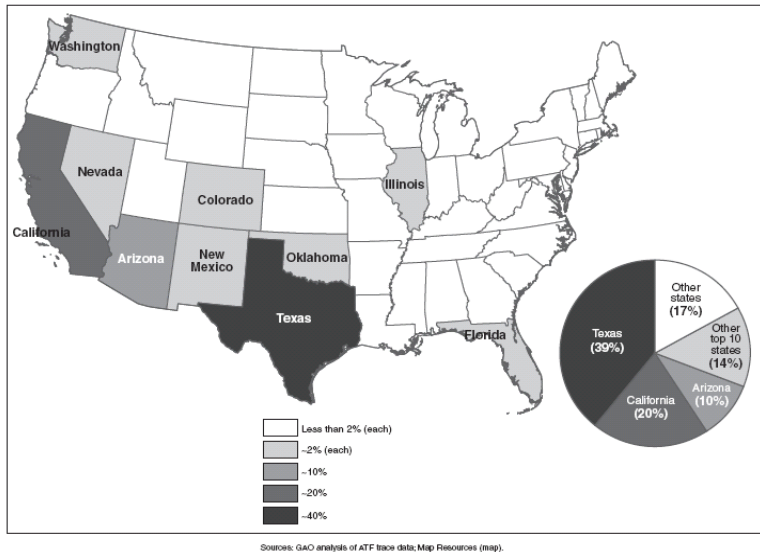 Washington
Nevada
Colorado
Illinois
California
Arizona
New
Mexico
Oklahoma
Texas
Florida
Other
states
(17%)
Other
top 10
states
(14%)
Texas
(39%)
Arizona
(10%)
California
(20%)
Less than 2% (each)
~2% (each)
~10%
~20%
~40%
Sources: GAO analysis of ATF trace data; Map Resources (map).